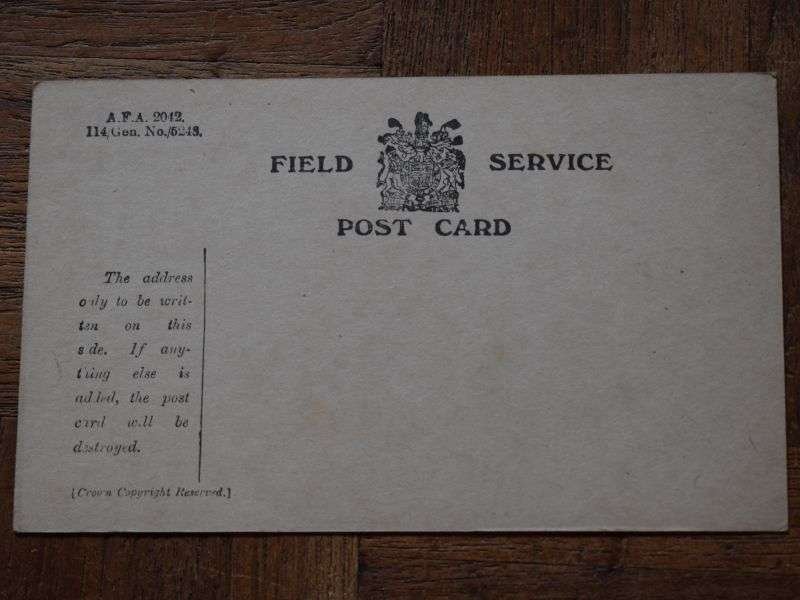 A.F.A. 2042.
114/Gen. No./5248.
FIELD SERVICE
POST CARD
The address
only to be writ-
ten on this
side. If any-
thing else is
added, the post
card will be
destroyed.
[Crown Copyright Reserved.]